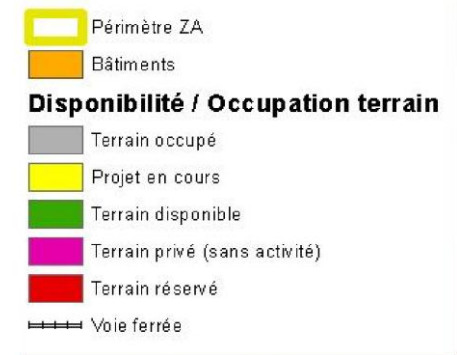 Périmètre ZA
Bâtiments
Disponibilité / Occupation terrain
Terrain occupé
Projet en cours
Terrain disponible
Terrain privé (sans activité)
Terrain réservé
Voie ferrée